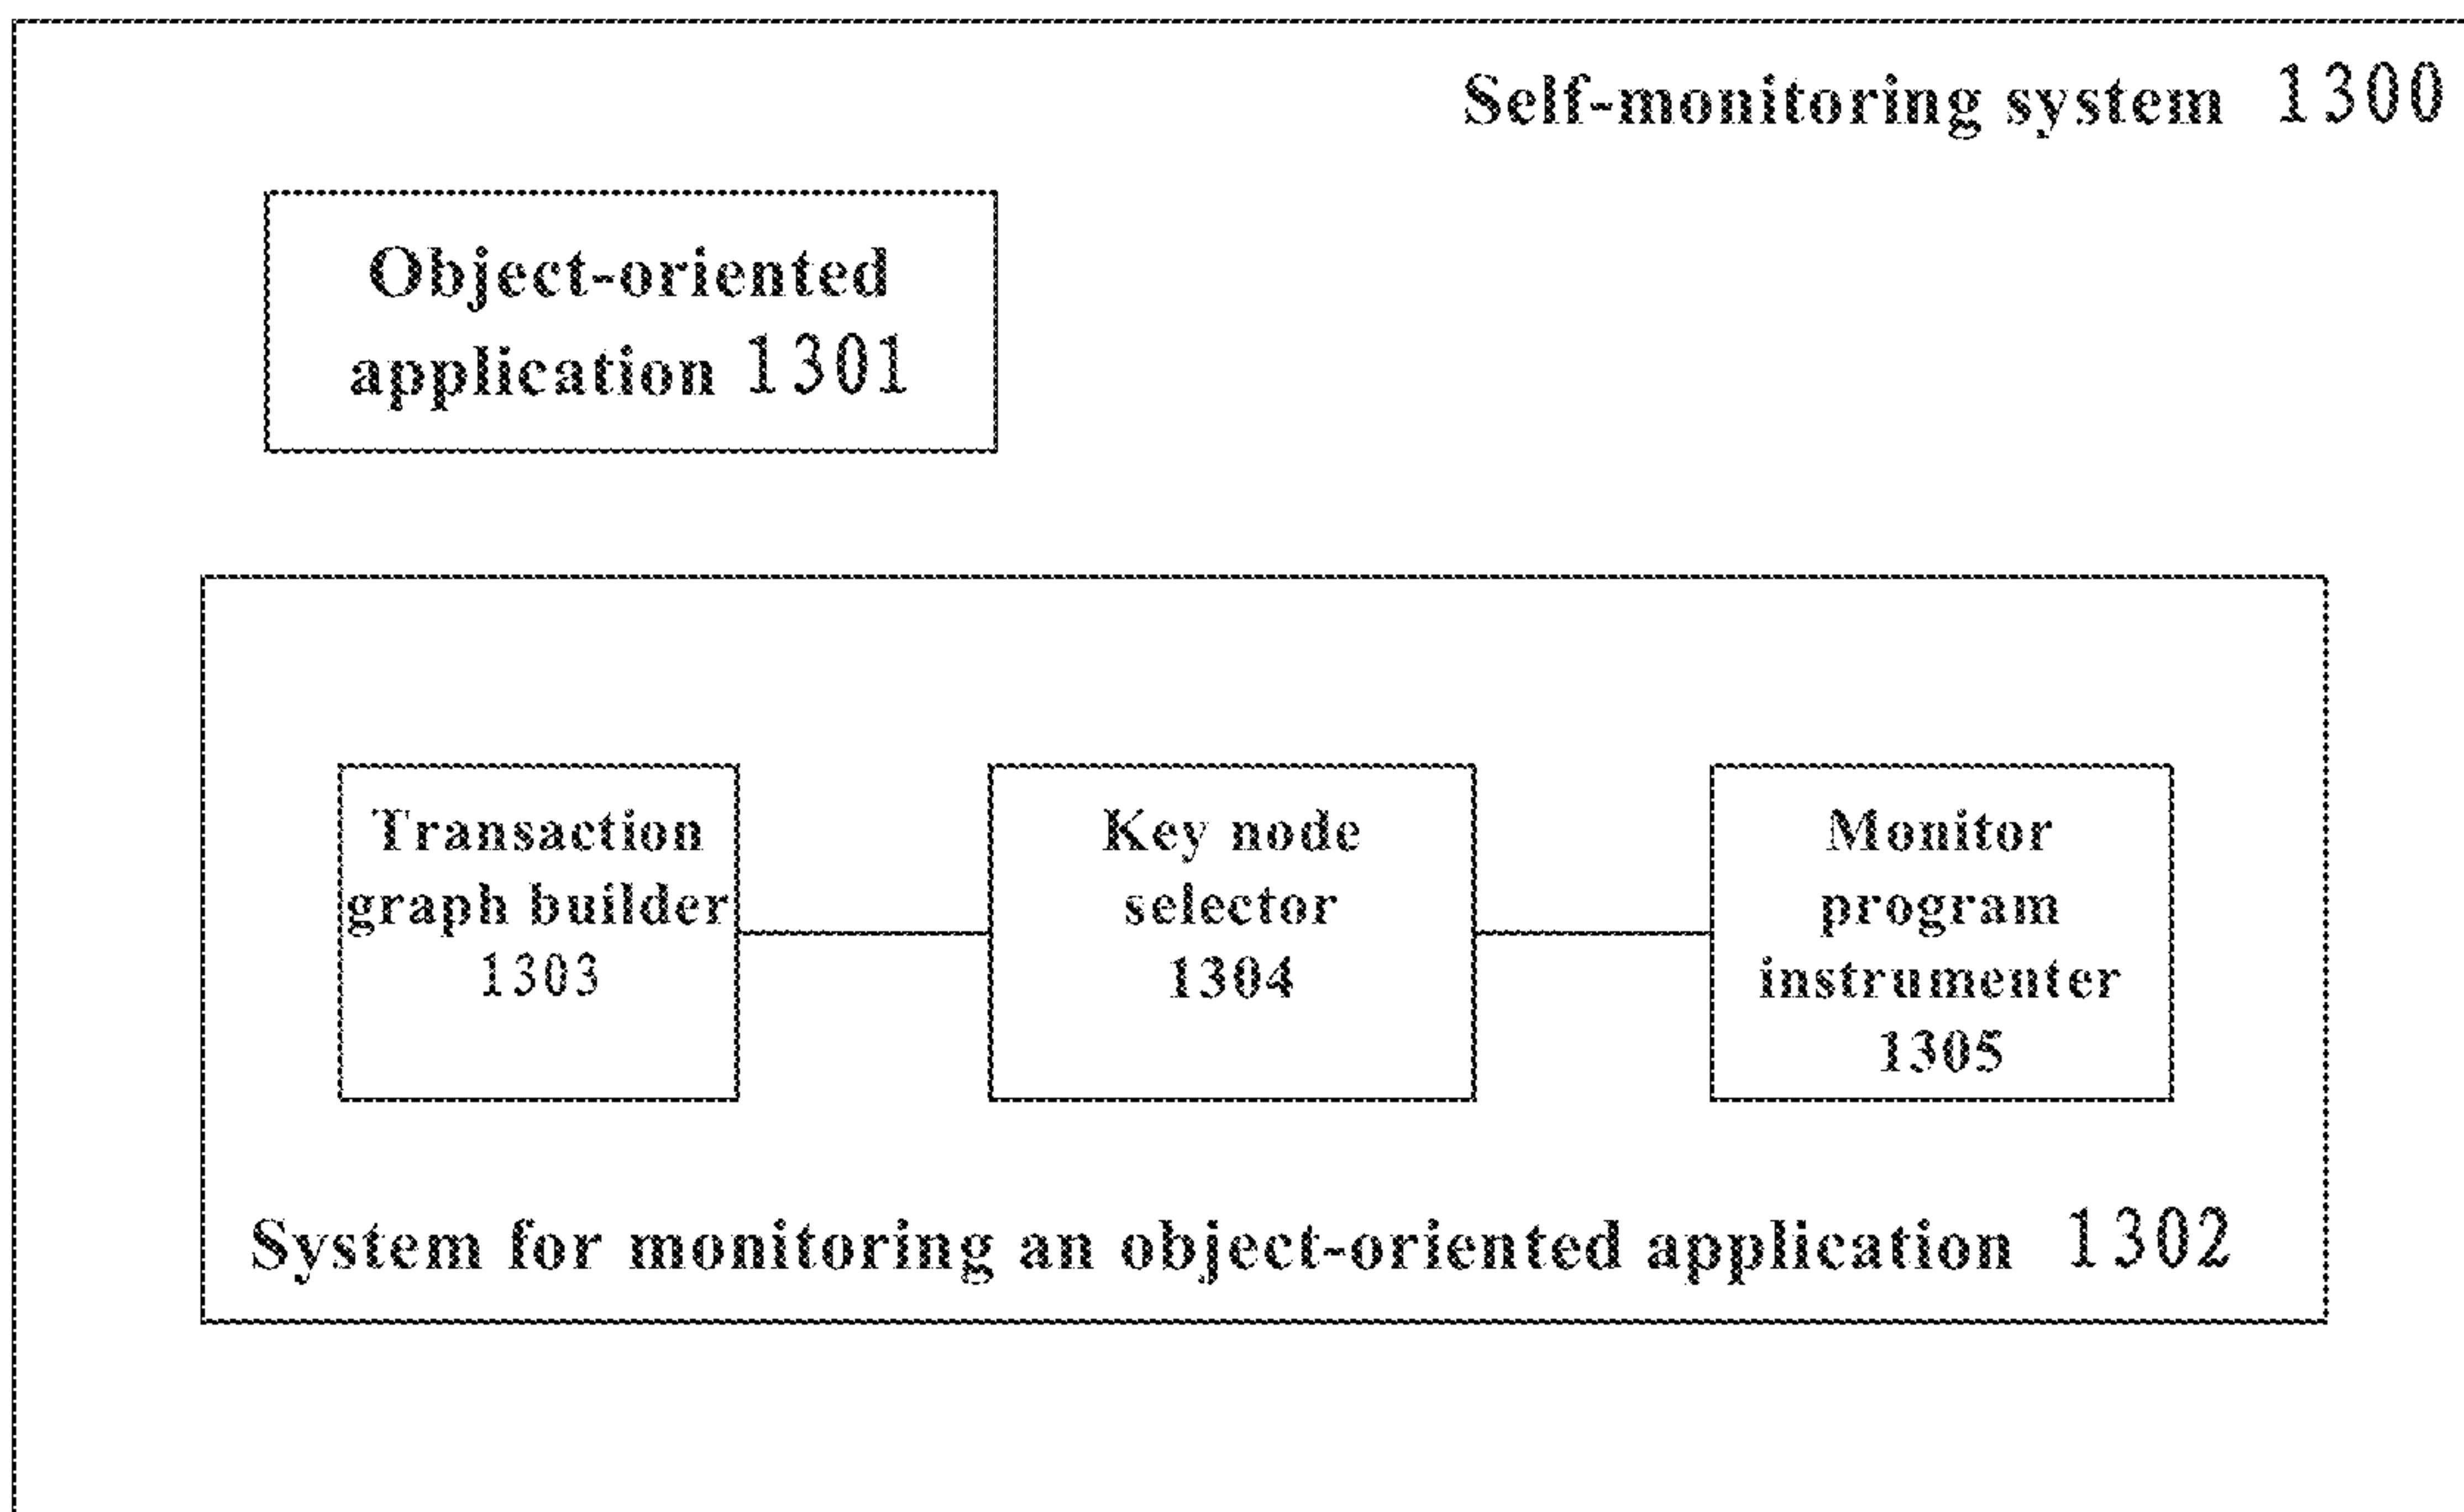 Self-monitoring system 1300
Object-oriented
application 1301
Transaction
graph builder
1303
Key node
selector
1304
Monitor
program
instrumenter
1305
System for monitoring an object-oriented application 1302